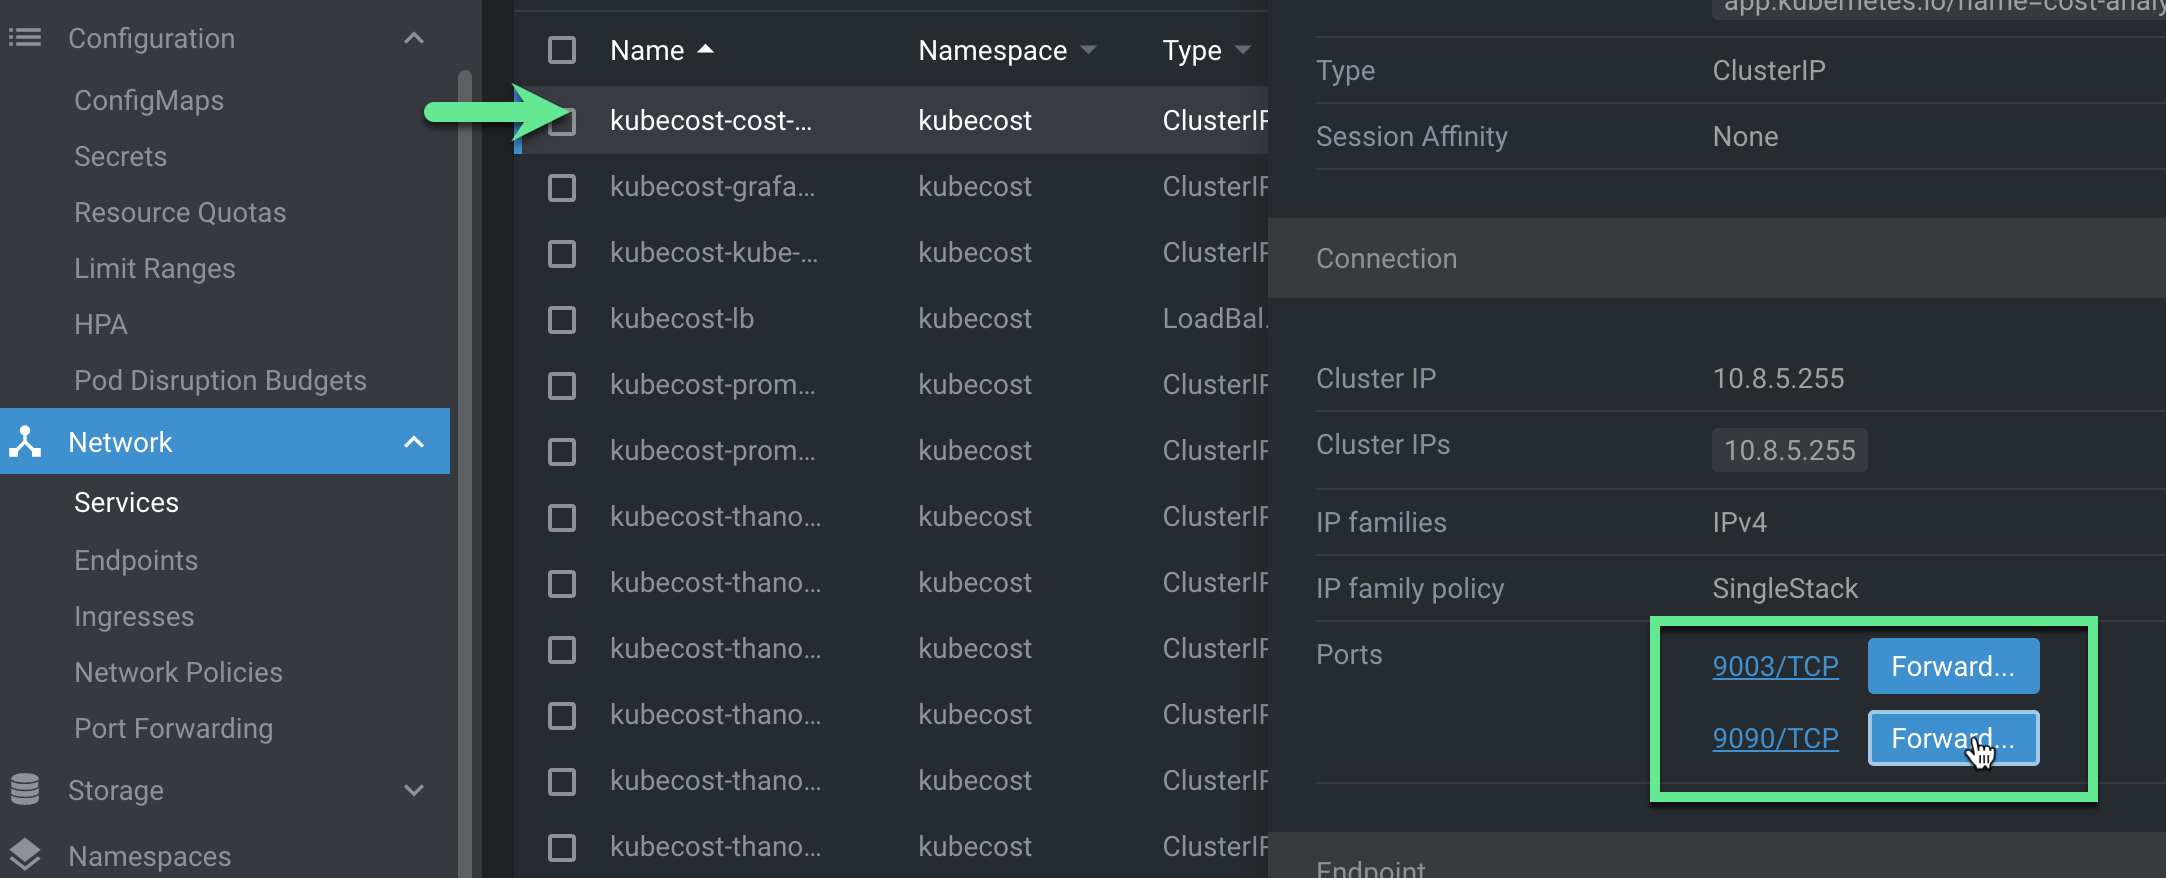 Configuration
ConfigMaps
Secrets
Resource Quotas
Limit Ranges
HPA
Pod Disruption Budgets
Network
Services
Endpoints
Ingresses
Network Policies
Port Forwarding
Storage
Namespaces
Name Namespace Type
kubecost-cost-... kubecost ClusterIP
kubecost-grafa... kubecost ClusterIP
kubecost-kube-... kubecost ClusterIP
kubecost-lb kubecost LoadBal.
kubecost-prom... kubecost ClusterIP
kubecost-prom... kubecost ClusterIP
kubecost-thano... kubecost ClusterIP
kubecost-thano... kubecost ClusterIP
kubecost-thano... kubecost ClusterIP
kubecost-thano... kubecost ClusterIP
kubecost-thano... kubecost ClusterIP
kubecost-thano... kubecost ClusterIP
app.kubernetes.io/name=cost-analy
Type ClusterIP
Session Affinity None
Connection
Cluster IP 10.8.5.255
Cluster IPs 10.8.5.255
IP families IPv4
IP family policy SingleStack
Ports 9003/TCP Forward...
9090/TCP Forward...
Endpoint